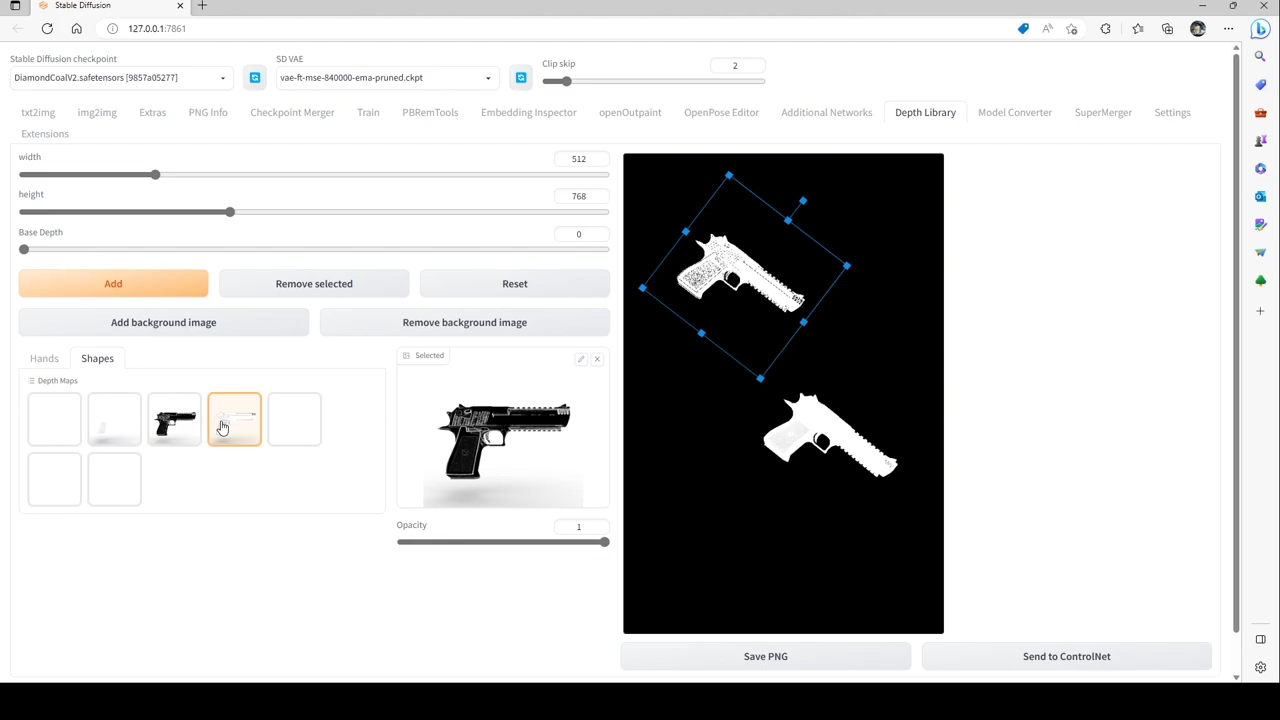 Stable Diffusion
127.0.0.1:7861
Stable Diffusion checkpoint
SD VAE
Clip skip
2
DiamondCoalV2.safetensors [9857a05277]
vae-ft-mse-840000-ema-pruned.ckpt
txt2img img2img Extras PNG Info Checkpoint Merger Train PBRemTools Embedding Inspector openOutpaint OpenPose Editor Additional Networks Depth Library Model Converter SuperMerger Settings
Extensions
width
512
height
768
Base Depth
0
Add Remove selected Reset
Add background image Remove background image
Hands Shapes
Depth Maps
Selected
Opacity
1
Save PNG Send to ControlNet